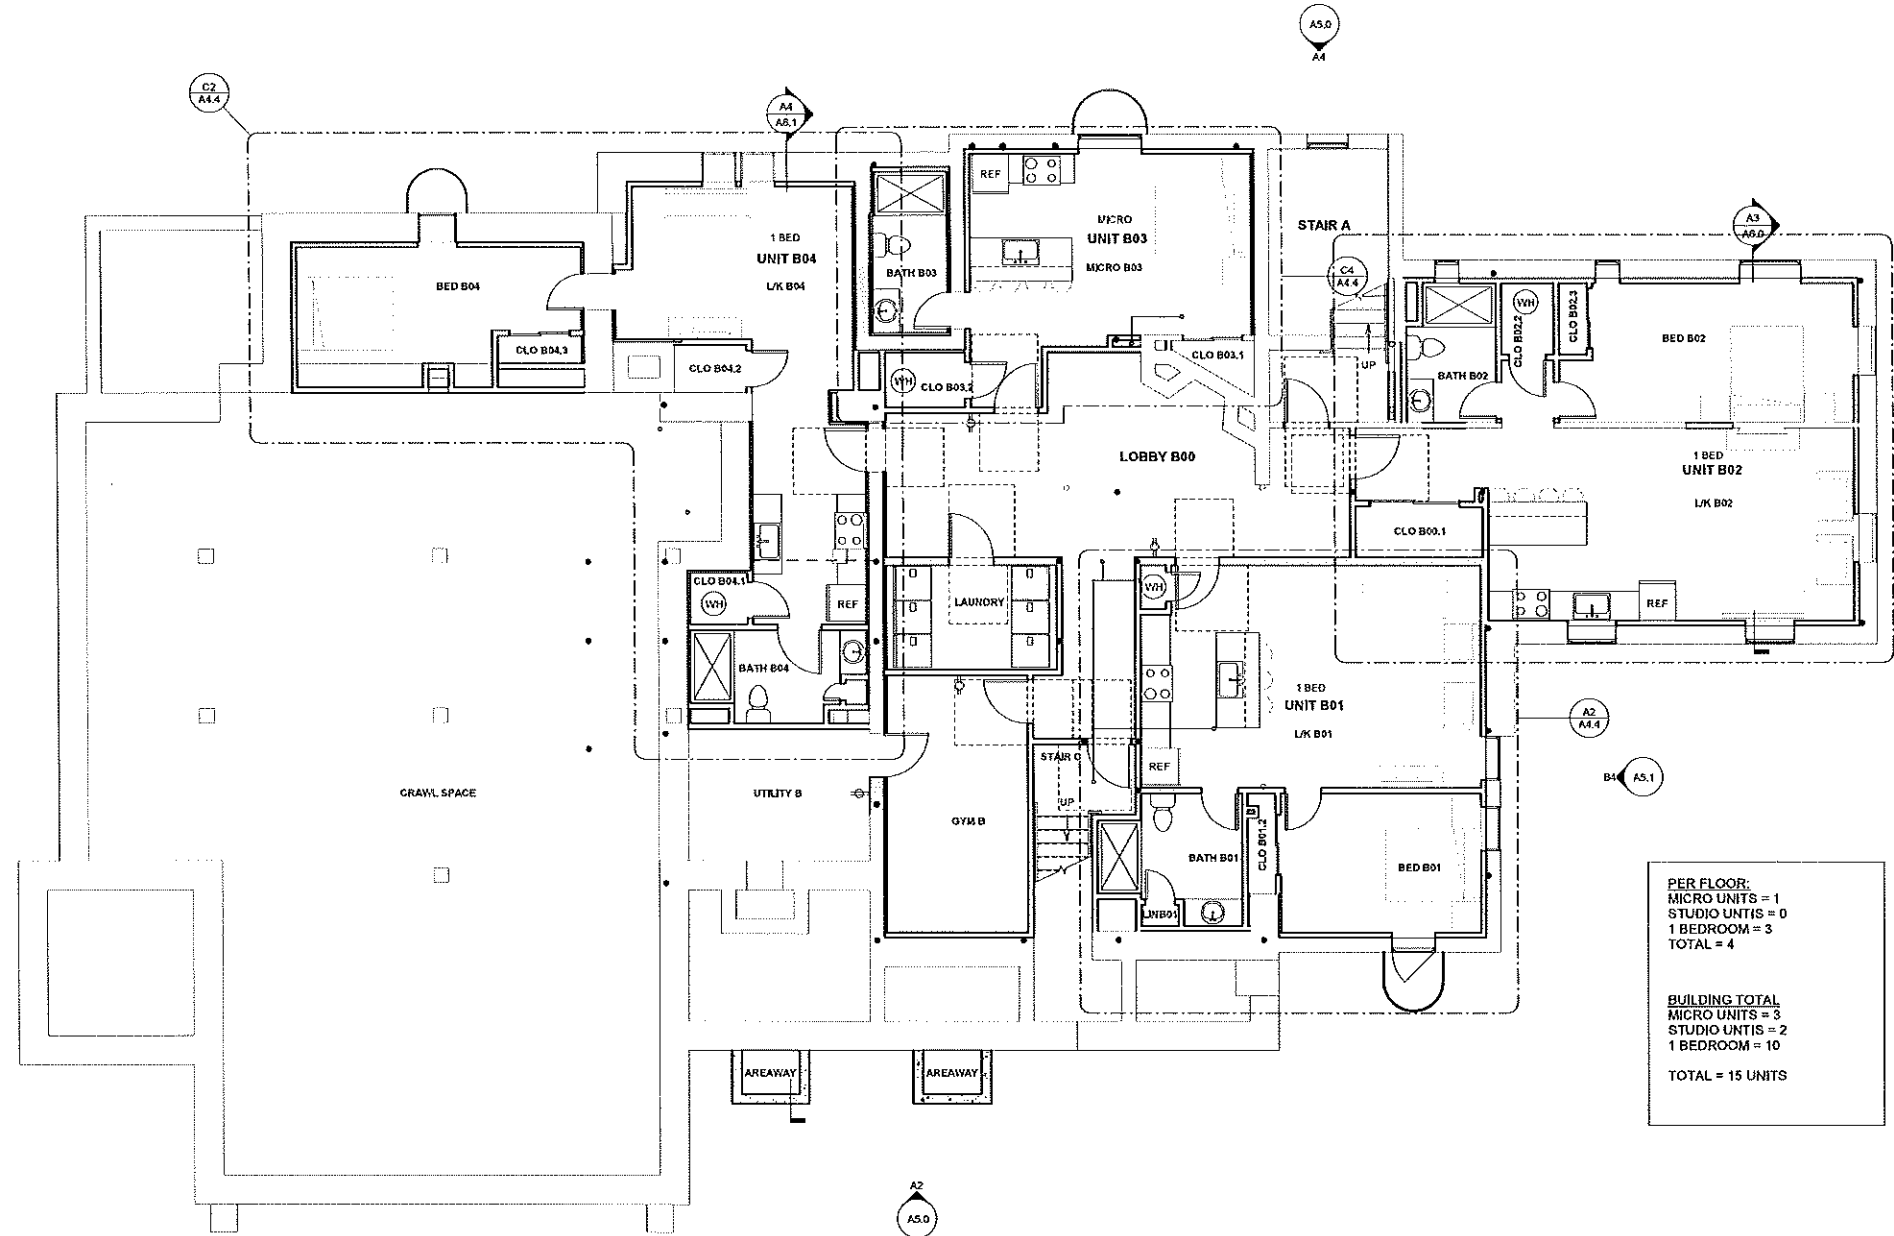 A5.0
A4
C2
A4.4
A4
A6.1
REF
MICRO
UNIT B03
MICRO B03
STAIR A
A3
A6.0
1 BED
UNIT B04
L/K B04
BATH B03
BED B04
C4
A4.4
WH
CLO B02.2
CLO B02.3
BED B02
CLO B04.3
CLO B04.2
CLO B03.1
UP
BATH B02
WH
CLO B03.2
LOBBY B00
1 BED
UNIT B02
L/K B02
CLO B00.1
CLO B04.1
WH
REF
LAUNDRY
WH
REF
BATH B04
1 BED
UNIT B01
L/K B01
A2
A4.4
STAIR C
REF
B4
A5.1
CRAWL SPACE
UTILITY B
UP
GYM B
BATH B01
CLO B01.2
BED B01
LIN B01
PER FLOOR:
MICRO UNITS = 1
STUDIO UNTIS = 0
1 BEDROOM = 3
TOTAL = 4
BUILDING TOTAL
MICRO UNITS = 3
STUDIO UNTIS = 2
1 BEDROOM = 10
TOTAL = 15 UNITS
AREAWAY
AREAWAY
A2
A5.0